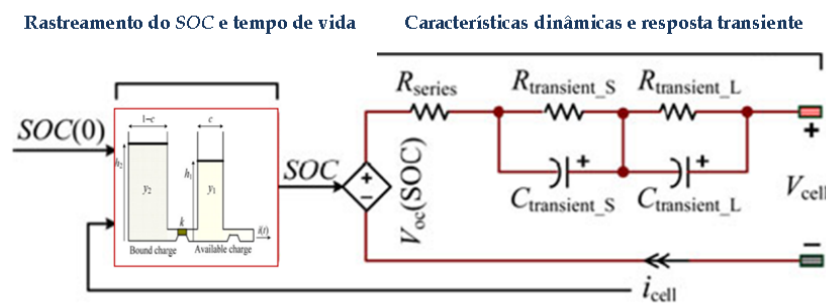 Rastreamento do SOC e tempo de vida
Características dinâmicas e resposta transiente
SOC(0)
1-c
c
h₂
h₁
y₂
y₁
k
i(t)
Bound charge
Available charge
SOC
+
−
Voc(SOC)
Rseries
Rtransient_S
Rtransient_L
+
+
Ctransient_S
Ctransient_L
+
Vcell
−
icell